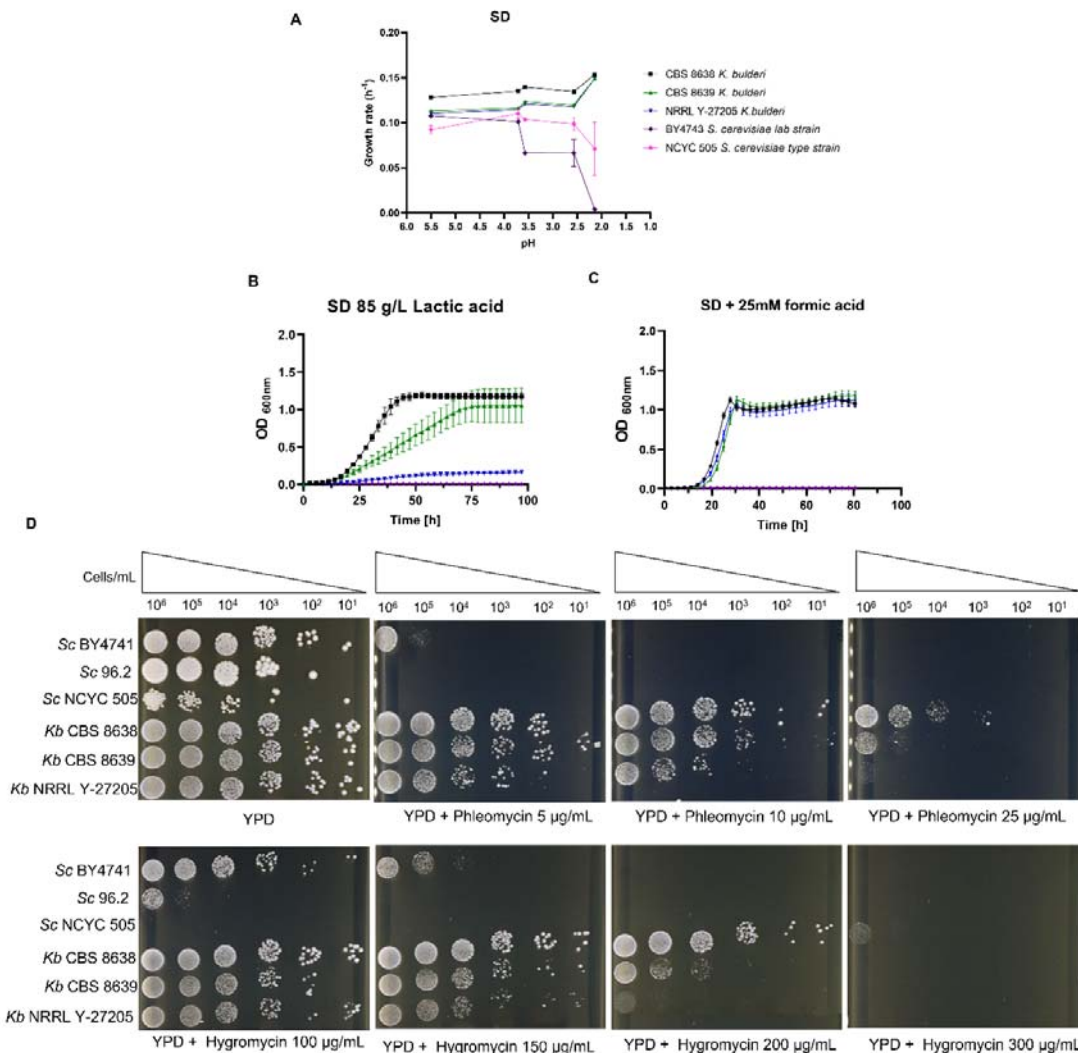 A
SD
Growth rate (h-1)
0.20
0.15
0.10
0.05
0.00
6.0 5.5 5.0 4.5 4.0 3.5 3.0 2.5 2.0 1.5 1.0
pH
CBS 8638 K. bulderi
CBS 8639 K. bulderi
NRRL Y-27205 K.bulderi
BY4743 S. cerevisiae lab strain
NCYC 505 S. cerevisiae type strain
B
SD 85 g/L Lactic acid
OD 600nm
2.0
1.5
1.0
0.5
0.0
0 25 50 75 100
Time [h]
C
SD + 25mM formic acid
OD 600nm
2.0
1.5
1.0
0.5
0.0
0 20 40 60 80 100
Time [h]
D
Cells/mL
10⁶ 10⁵ 10⁴ 10³ 10² 10¹ 10⁶ 10⁵ 10⁴ 10³ 10² 10¹ 10⁶ 10⁵ 10⁴ 10³ 10² 10¹ 10⁶ 10⁵ 10⁴ 10³ 10² 10¹
Sc BY4741
Sc 96.2
Sc NCYC 505
Kb CBS 8638
Kb CBS 8639
Kb NRRL Y-27205
YPD YPD + Phleomycin 5 µg/mL YPD + Phleomycin 10 µg/mL YPD + Phleomycin 25 µg/mL
Sc BY4741
Sc 96.2
Sc NCYC 505
Kb CBS 8638
Kb CBS 8639
Kb NRRL Y-27205
YPD + Hygromycin 100 µg/mL YPD + Hygromycin 150 µg/mL YPD + Hygromycin 200 µg/mL YPD + Hygromycin 300 µg/mL